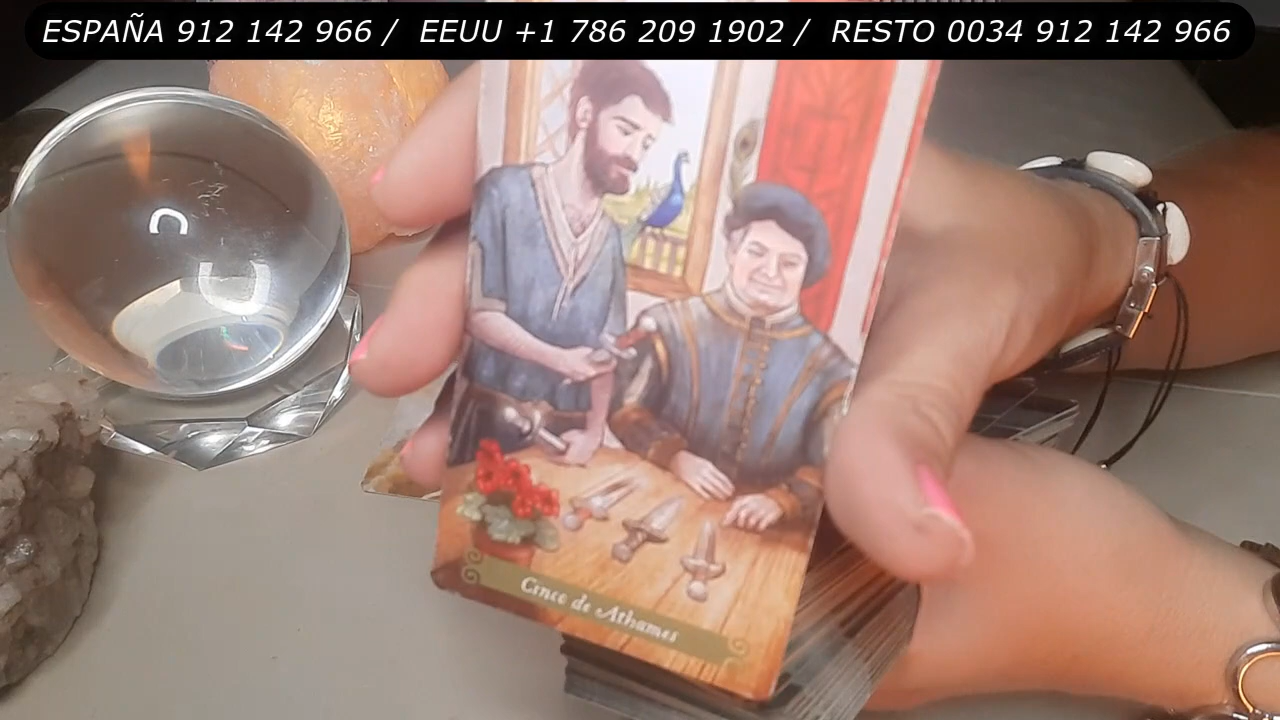 ESPAÑA 912 142 966 / EEUU +1 786 209 1902 / RESTO 0034 912 142 966
Cinco de Athames